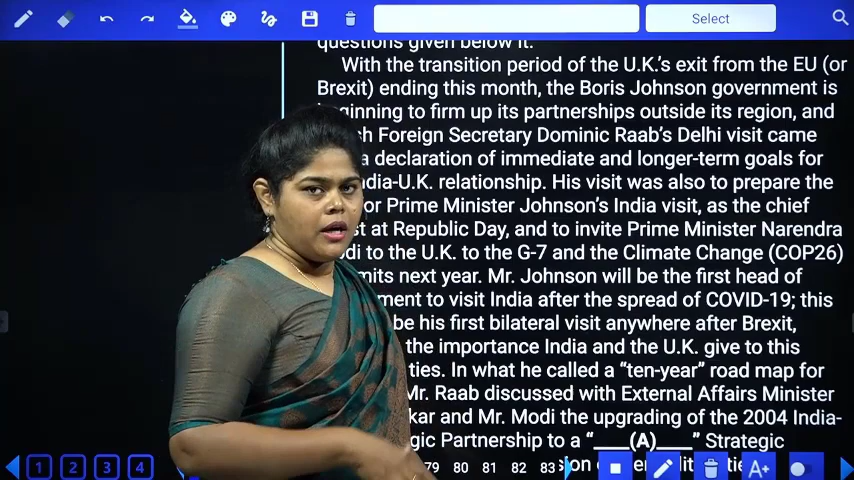 Select
questions given below it.
With the transition period of the U.K.'s exit from the EU (or
Brexit) ending this month, the Boris Johnson government is
beginning to firm up its partnerships outside its region, and
sh Foreign Secretary Dominic Raab's Delhi visit came
a declaration of immediate and longer-term goals for
ndia-U.K. relationship. His visit was also to prepare the
or Prime Minister Johnson's India visit, as the chief
st at Republic Day, and to invite Prime Minister Narendra
odi to the U.K. to the G-7 and the Climate Change (COP26)
mits next year. Mr. Johnson will be the first head of
ment to visit India after the spread of COVID-19; this
be his first bilateral visit anywhere after Brexit,
the importance India and the U.K. give to this
ties. In what he called a “ten-year” road map for
Mr. Raab discussed with External Affairs Minister
kar and Mr. Modi the upgrading of the 2004 India-
gic Partnership to a “___(A)___” Strategic
1 2 3 4 79 80 81 82 83 A+